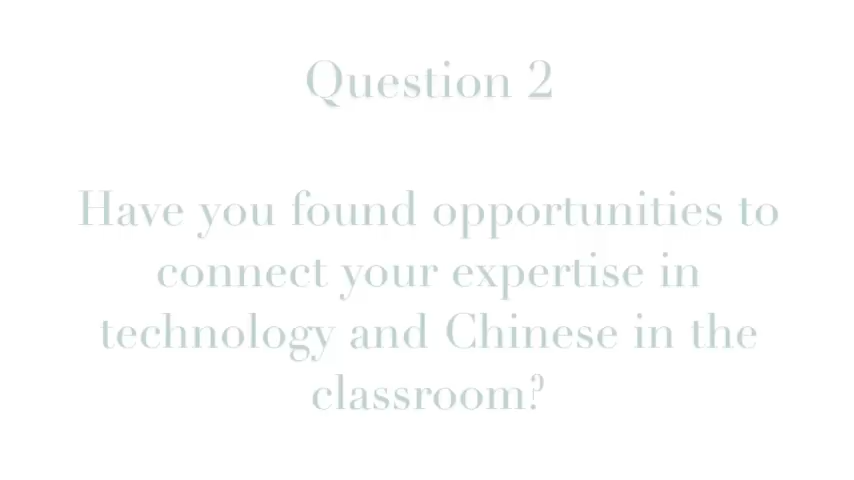 Question 2
Have you found opportunities to
connect your expertise in
technology and Chinese in the
classroom?